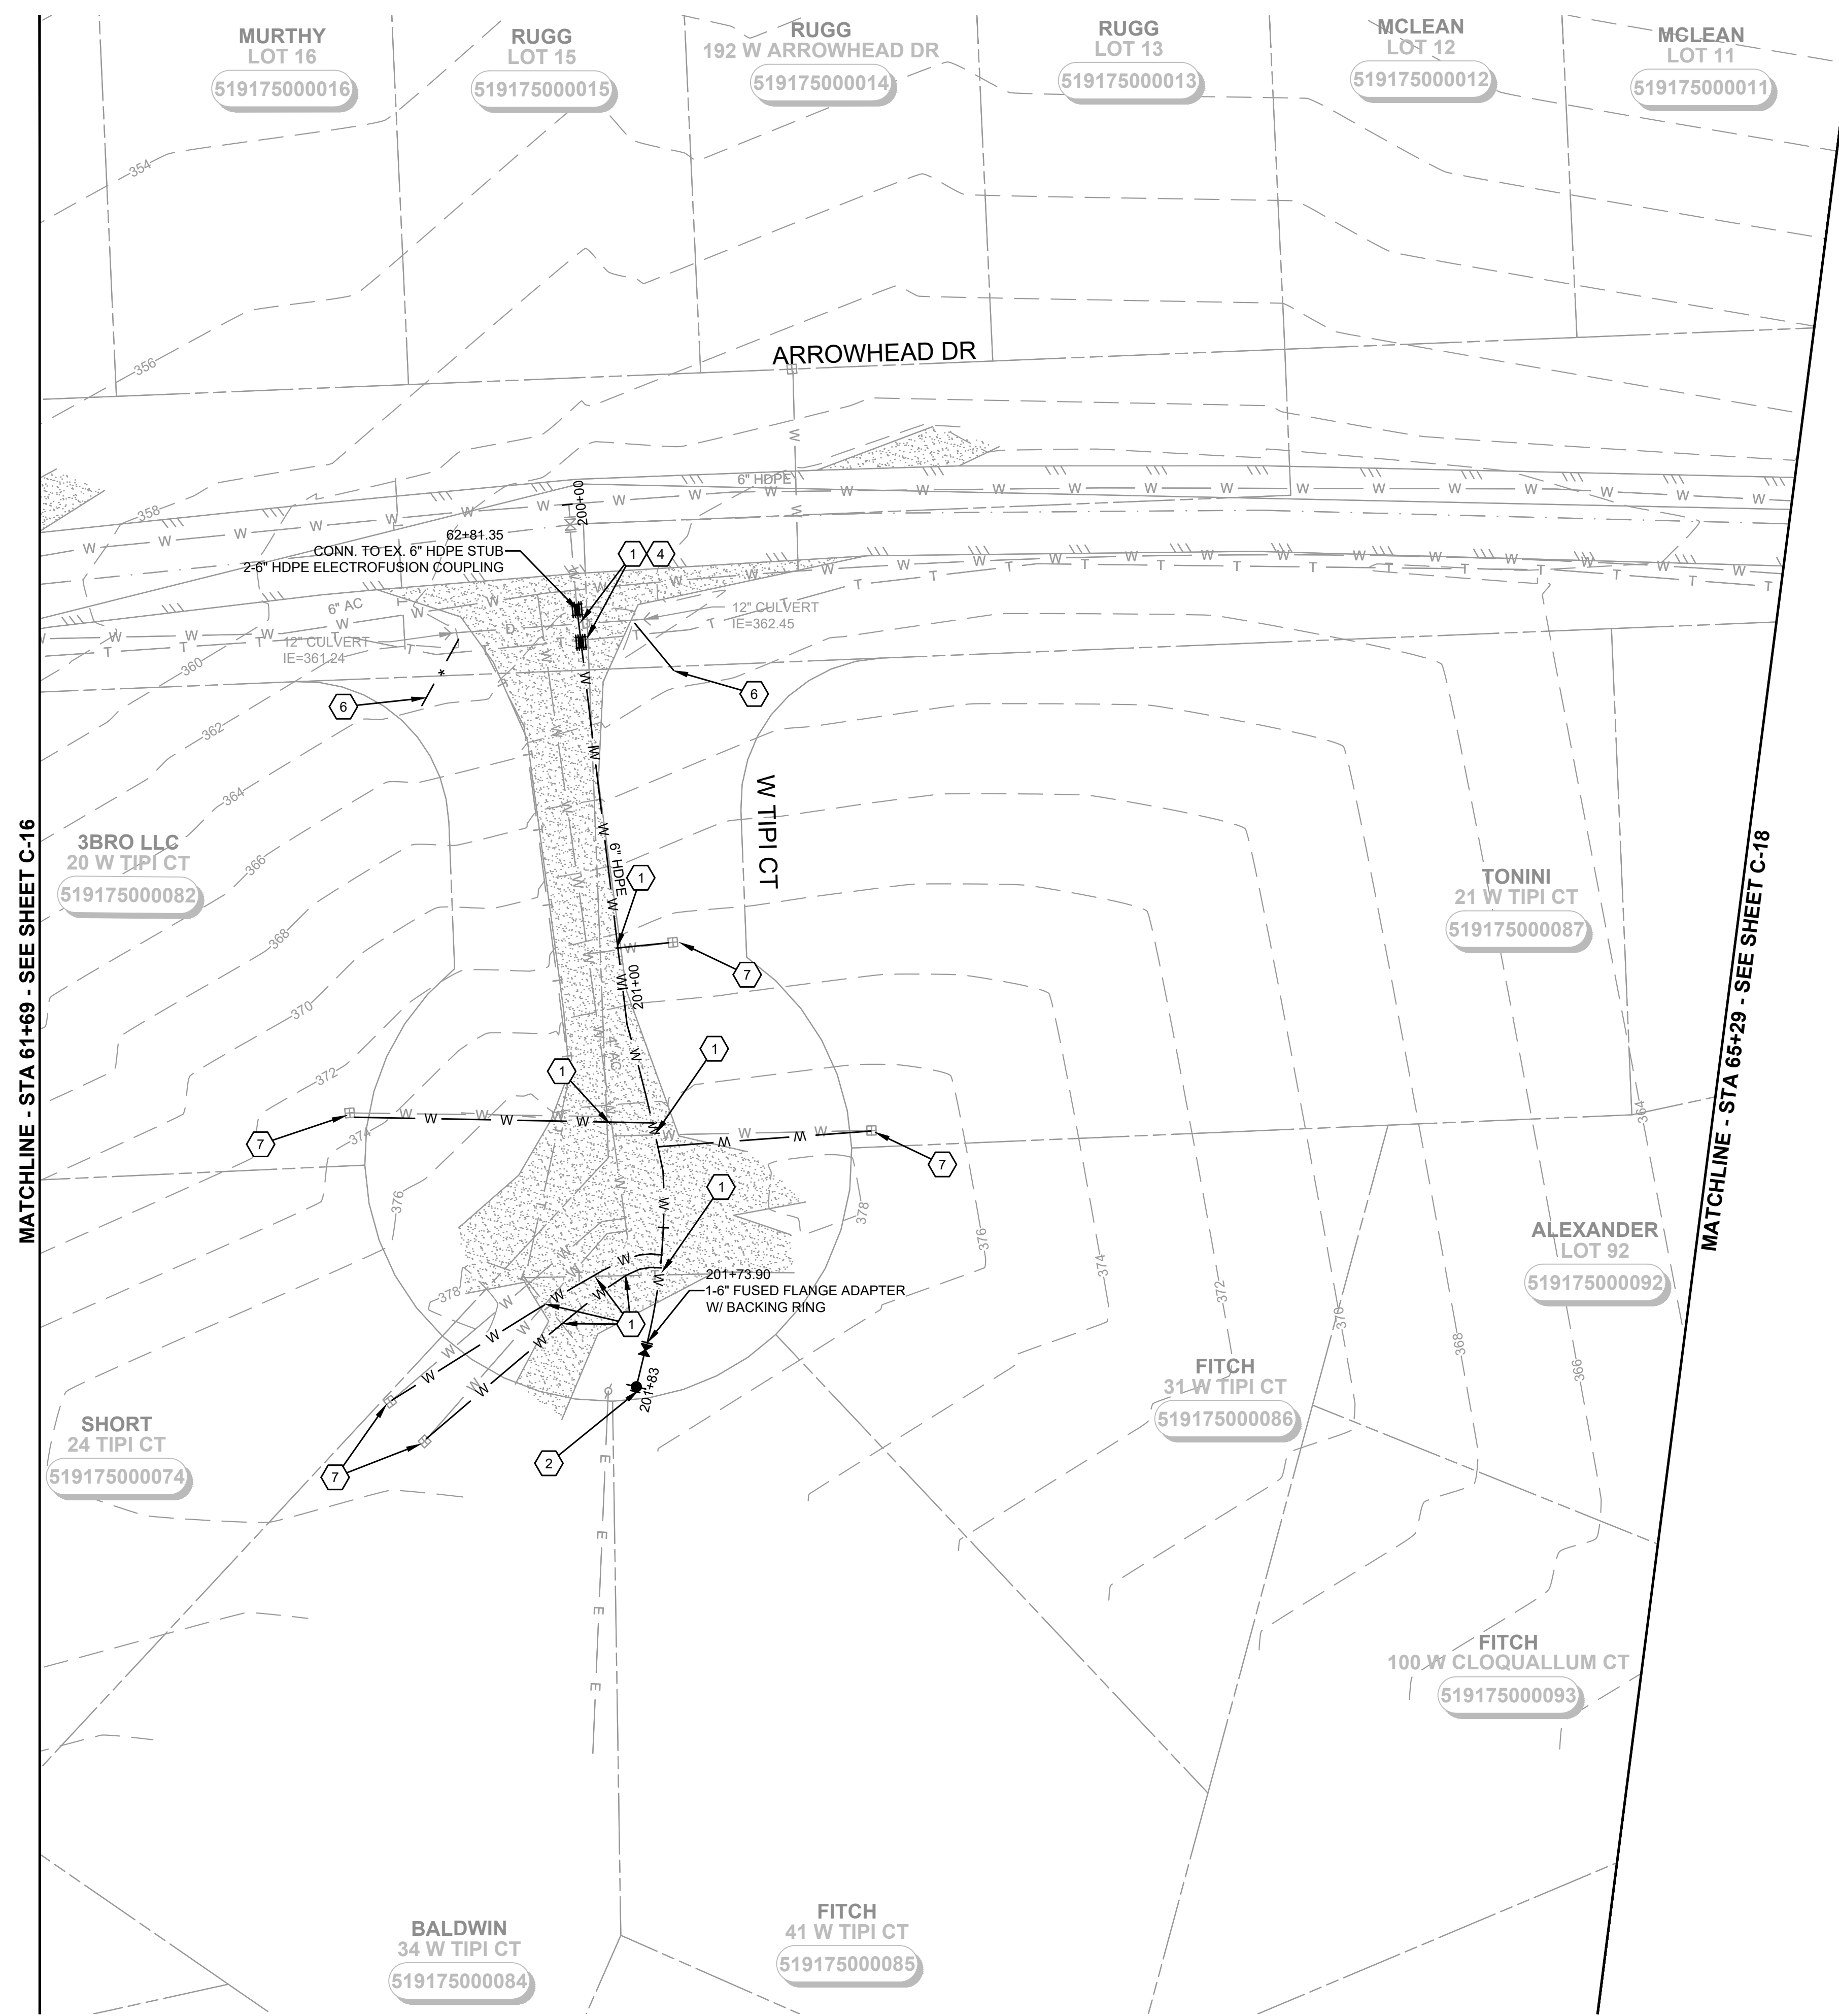 MURTHY
LOT 16
519175000016
RUGG
LOT 15
519175000015
RUGG
192 W ARROWHEAD DR
519175000014
RUGG
LOT 13
519175000013
MCLEAN
LOT 12
519175000012
MCLEAN
LOT 11
519175000011
354
356
358
ARROWHEAD DR
W
6" HDPE
200+00
62+81.35
CONN. TO EX. 6" HDPE STUB
2-6" HDPE ELECTROFUSION COUPLING
1
4
6" AC
12" CULVERT
IE=361.24
12" CULVERT
IE=362.45
D
T
360
6
6
*
362
364
W TIPI CT
3BRO LLC
20 W TIPI CT
519175000082
366
6" HDPE
1
TONINI
21 W TIPI CT
519175000087
MATCHLINE - STA 61+69 - SEE SHEET C-16
MATCHLINE - STA 65+29 - SEE SHEET C-18
368
7
201+00
370
4" AC
1
1
372
7
374
7
364
376
1
378
376
374
372
370
368
366
ALEXANDER
LOT 92
519175000092
378
201+73.90
1-6" FUSED FLANGE ADAPTER
W/ BACKING RING
1
201+83
FITCH
31 W TIPI CT
519175000086
SHORT
24 TIPI CT
519175000074
7
2
E
E
E
E
FITCH
100 W CLOQUALLUM CT
519175000093
BALDWIN
34 W TIPI CT
519175000084
FITCH
41 W TIPI CT
519175000085